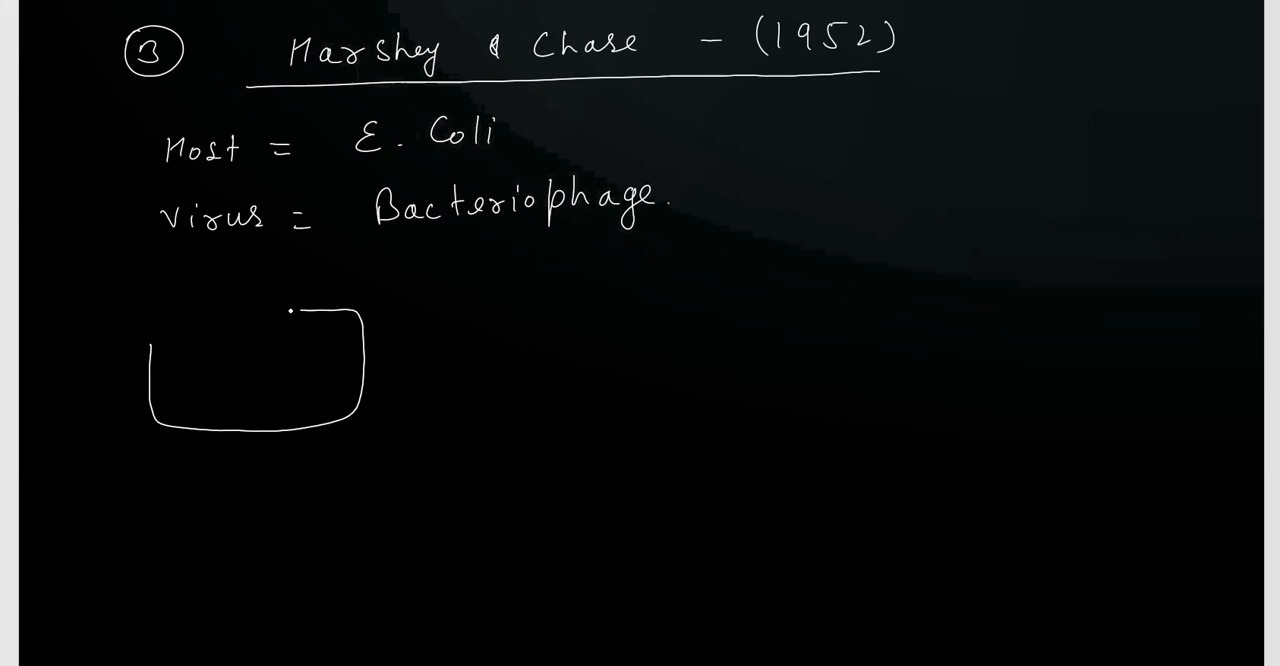 3 Harshey & Chase - (1952)
Host = E. Coli
Virus = Bacteriophage.